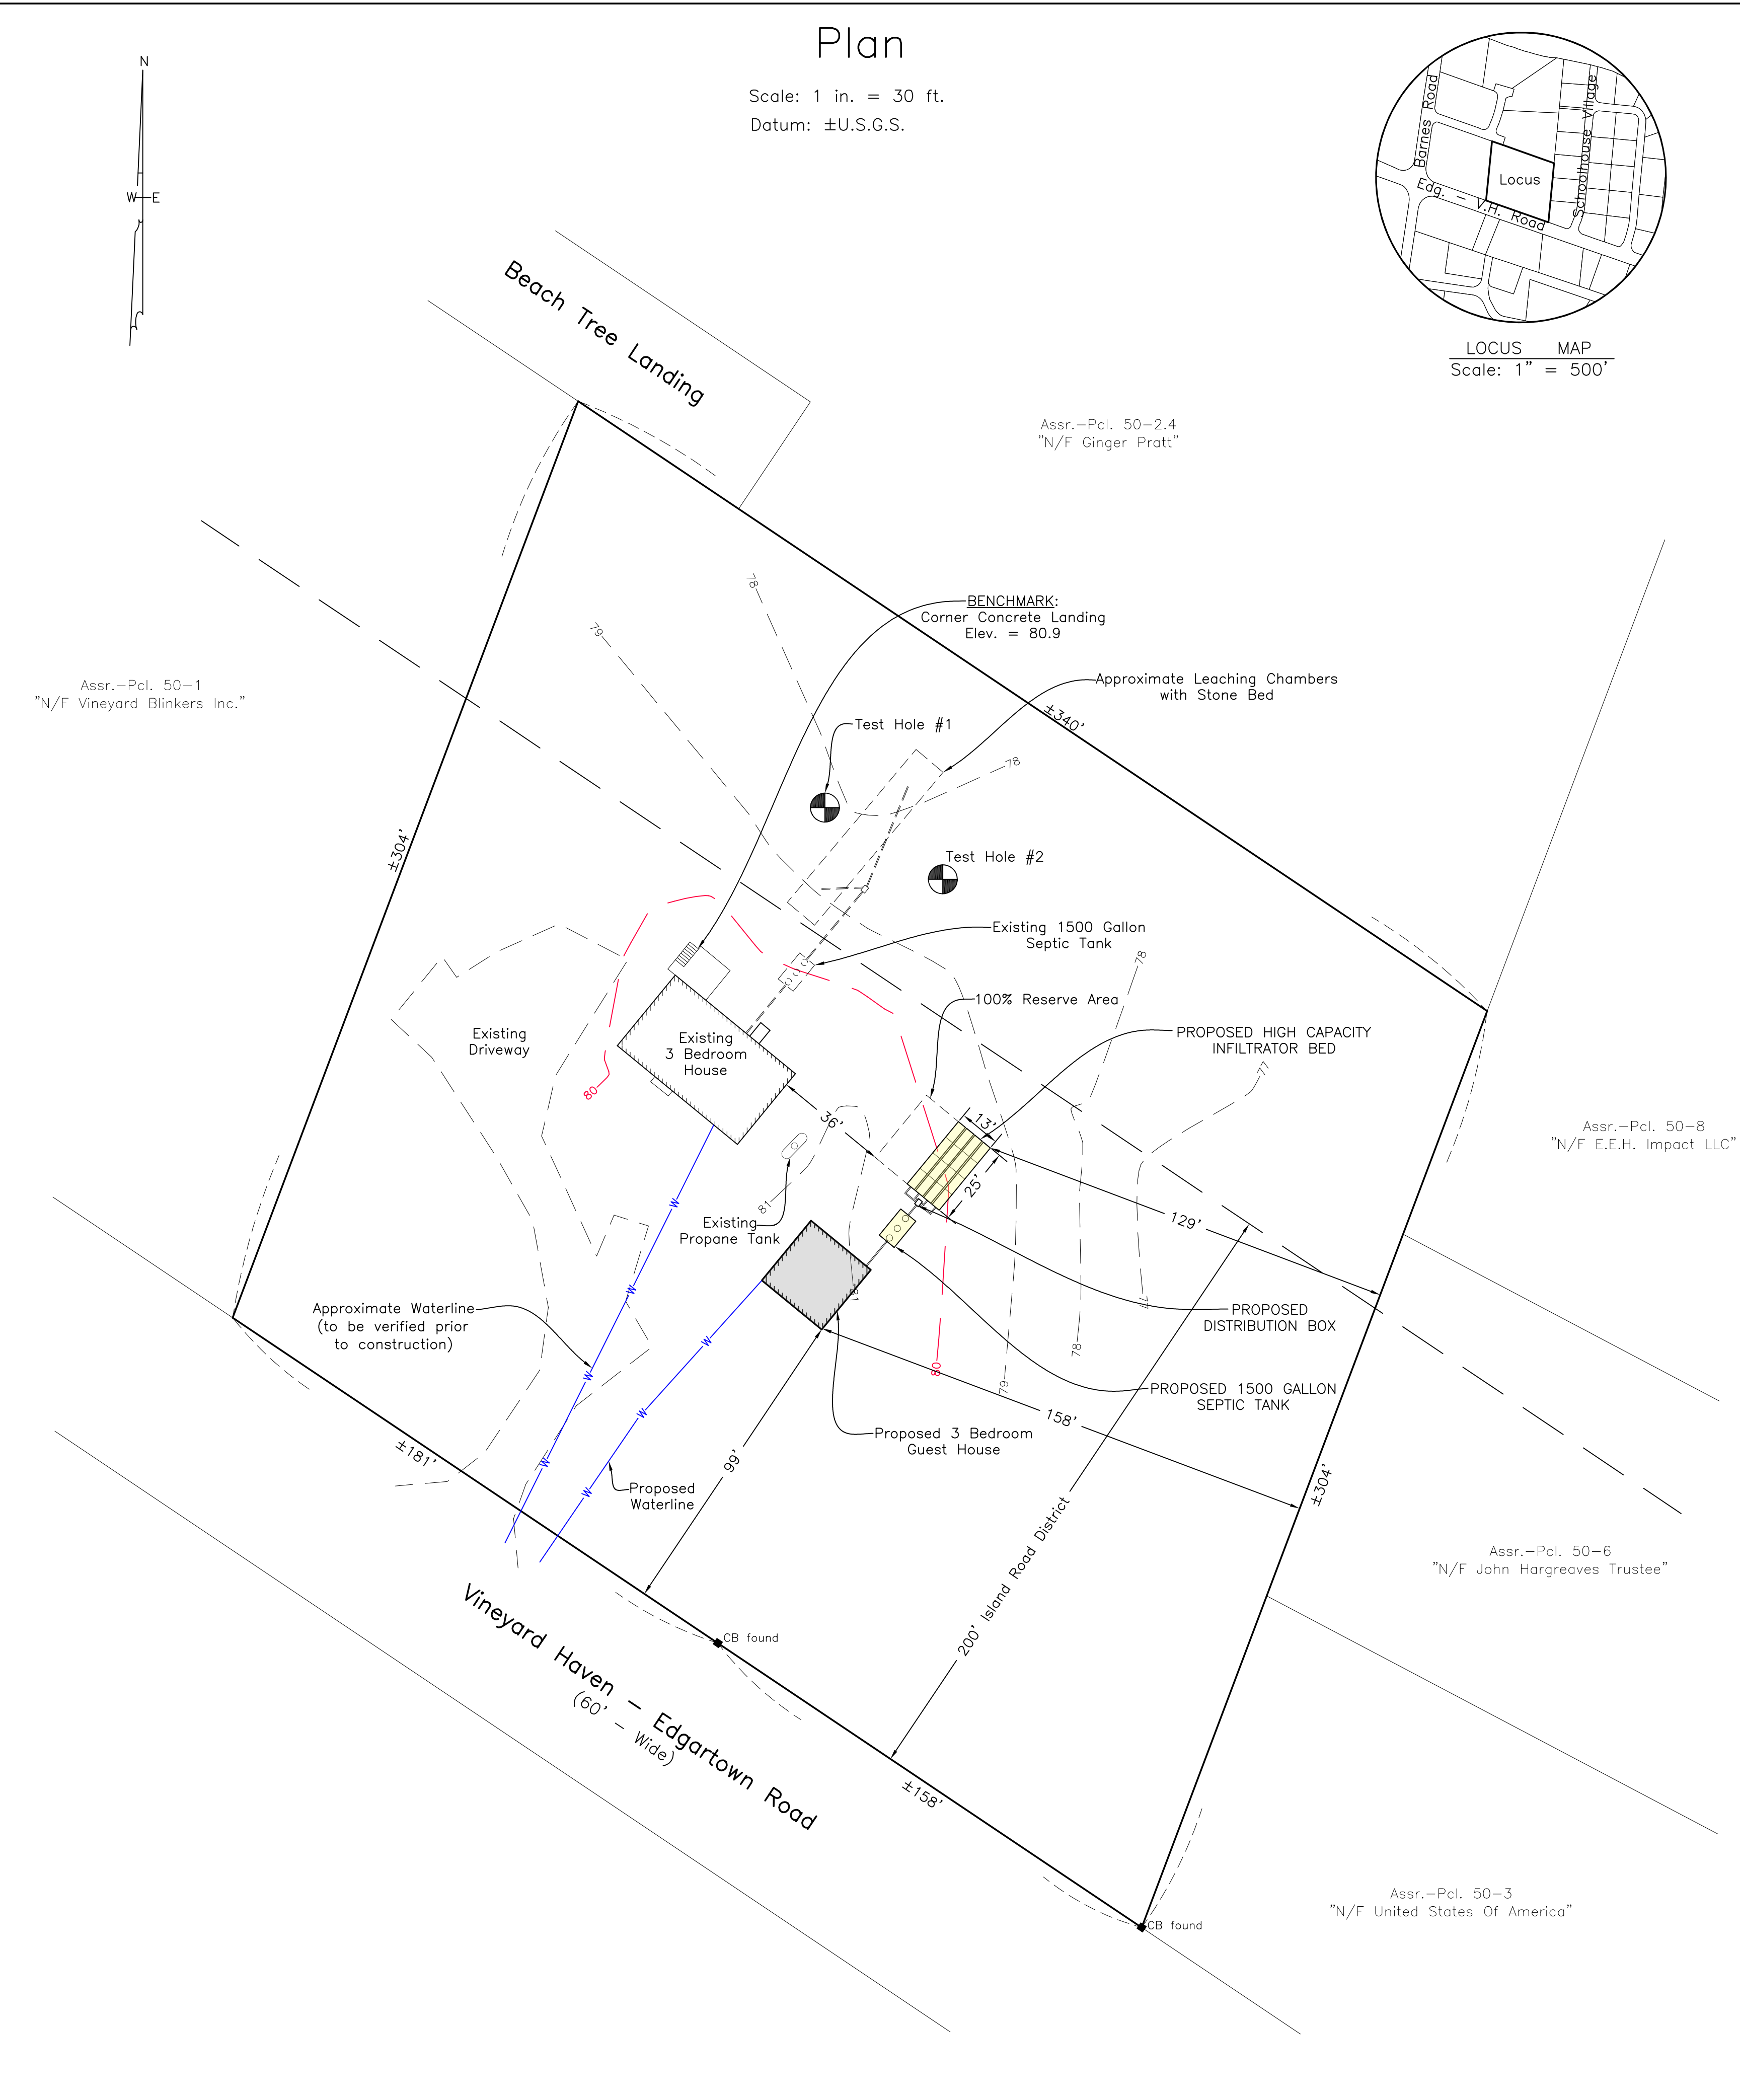 Plan
Scale: 1 in. = 30 ft.
Datum: ±U.S.G.S.
N
W E
Barnes Road
Schoolhouse Village
Locus
Edg. - V.H. Road
LOCUS MAP
Scale: 1" = 500'
Beach Tree Landing
Assr.-Pcl. 50-2.4
"N/F Ginger Pratt"
78
79
BENCHMARK:
Corner Concrete Landing
Elev. = 80.9
Assr.-Pcl. 50-1
"N/F Vineyard Blinkers Inc."
Approximate Leaching Chambers
with Stone Bed
±340'
Test Hole #1
78
±304'
Test Hole #2
Existing 1500 Gallon
Septic Tank
78
100% Reserve Area
Existing
Driveway
Existing
3 Bedroom
House
PROPOSED HIGH CAPACITY
INFILTRATOR BED
77
80
36'
13'
Assr.-Pcl. 50-8
"N/F E.E.H. Impact LLC"
25'
81
Existing
Propane Tank
129'
81
77
Approximate Waterline
(to be verified prior
to construction)
W
W
W
W
W
W
W
PROPOSED
DISTRIBUTION BOX
78
80
79
PROPOSED 1500 GALLON
SEPTIC TANK
158'
Proposed 3 Bedroom
Guest House
±181'
99'
Proposed
Waterline
±304'
200' Island Road District
Assr.-Pcl. 50-6
"N/F John Hargreaves Trustee"
CB found
Vineyard Haven - Edgartown Road
(60' - Wide)
±158'
Assr.-Pcl. 50-3
"N/F United States Of America"
CB found